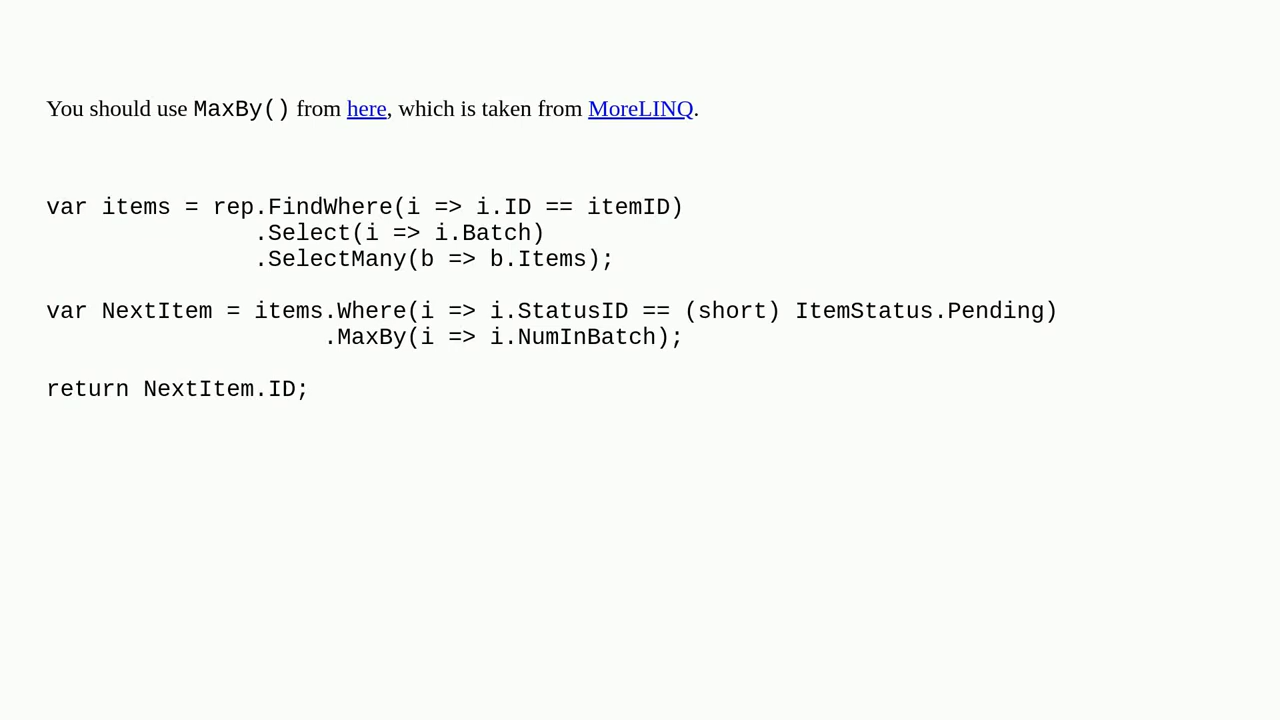 You should use MaxBy() from here, which is taken from MoreLINQ.
var items = rep.FindWhere(i => i.ID == itemID)
               .Select(i => i.Batch)
               .SelectMany(b => b.Items);
var NextItem = items.Where(i => i.StatusID == (short) ItemStatus.Pending)
                    .MaxBy(i => i.NumInBatch);
return NextItem.ID;